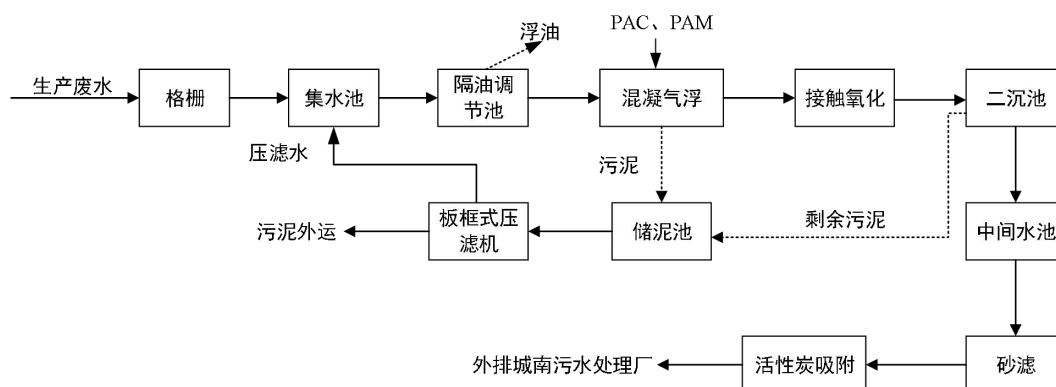 浮油
PAC、PAM
生产废水
格栅
集水池
隔油调
节池
混凝气浮
接触氧化
二沉池
压滤水
污泥
污泥外运
板框式压
滤机
储泥池
剩余污泥
中间水池
外排城南污水处理厂
活性炭吸附
砂滤